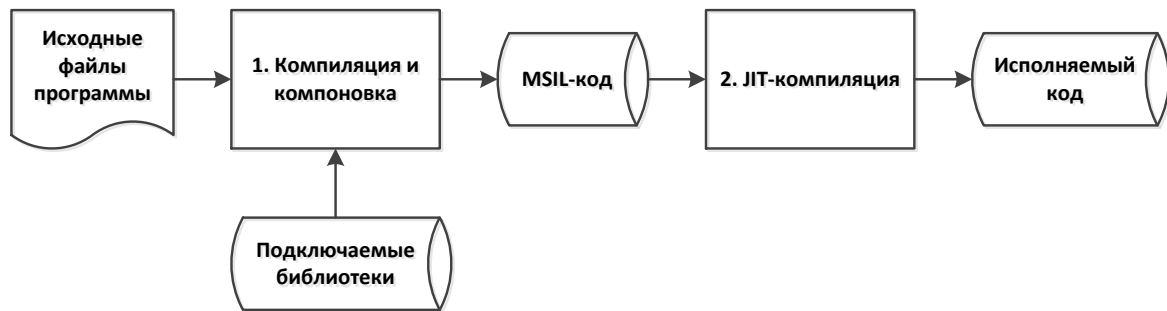 Исходные
файлы
программы
1. Компиляция и
компоновка
MSIL-код
2. JIT-компиляция
Исполняемый
код
Подключаемые
библиотеки